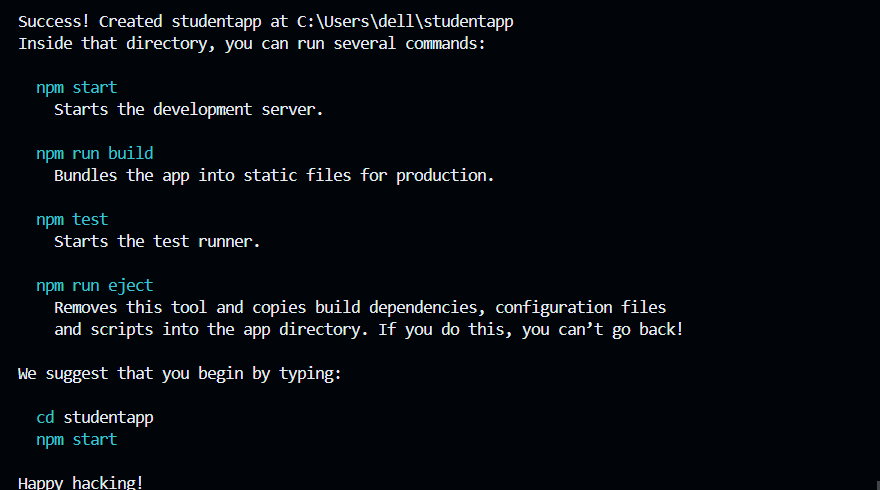 Success! Created studentapp at C:\Users\dell\studentapp
Inside that directory, you can run several commands:
npm start
Starts the development server.
npm run build
Bundles the app into static files for production.
npm test
Starts the test runner.
npm run eject
Removes this tool and copies build dependencies, configuration files
and scripts into the app directory. If you do this, you can’t go back!
We suggest that you begin by typing:
cd studentapp
npm start
Happy hacking!